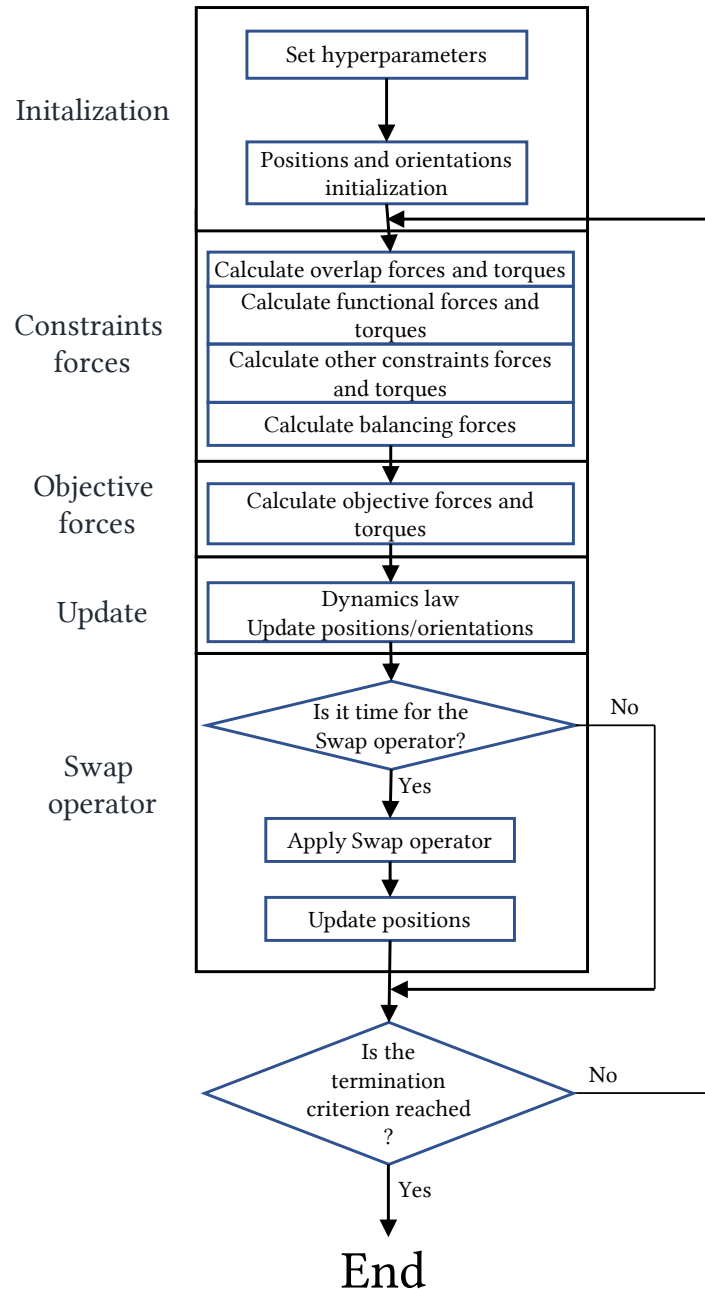 Set hyperparameters
Initalization
Positions and orientations
initialization
Calculate overlap forces and torques
Calculate functional forces and
torques
Constraints
forces
Calculate other constraints forces
and torques
Calculate balancing forces
Objective
forces
Calculate objective forces and
torques
Update
Dynamics law
Update positions/orientations
Is it time for the
Swap operator?
No
Yes
Swap
operator
Apply Swap operator
Update positions
Is the
termination
criterion reached
?
No
Yes
End